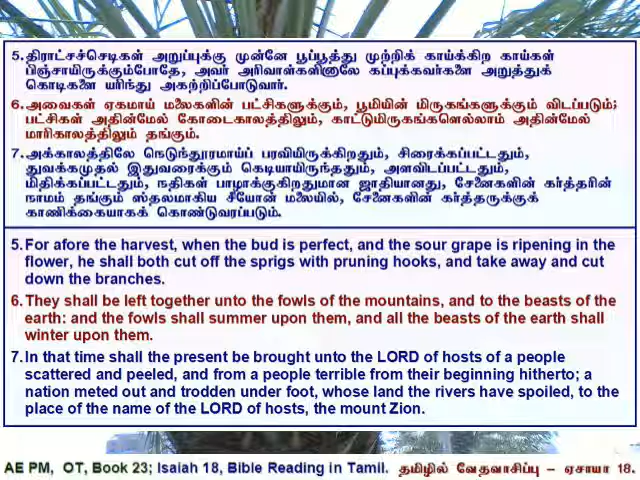 5. திராட்சச்செடிகள் அறுப்புக்கு முன்னே பூப்பூத்து முற்றிக் காய்க்கிற காய்கள்
பிஞ்சாயிருக்கும்போதே, அவர் அரிவாள்களினாலே கப்புக்கவர்களை அறுத்துக்
கொடிகளை யரிந்து அகற்றிப்போடுவார்.
6. அவைகள் ஏகமாய் மலைகளின் பட்சிகளுக்கும், பூமியின் மிருகங்களுக்கும் விடப்படும்;
பட்சிகள் அதின்மேல் கோடைகாலத்திலும், காட்டுமிருகங்களெல்லாம் அதின்மேல்
மாரிகாலத்திலும் தங்கும்.
7. அக்காலத்திலே நெடுந்தூரமாய்ப் பரவியிருக்கிறதும், சிரைக்கப்பட்டதும்,
துவக்கமுதல் இதுவரைக்கும் கெடியாயிருந்ததும், அளவிடப்பட்டதும்,
மிதிக்கப்பட்டதும், நதிகள் பாழாக்குகிறதுமான ஜாதியானது, சேனைகளின் கர்த்தரின்
நாமம் தங்கும் ஸ்தலமாகிய சீயோன் மலையில், சேனைகளின் கர்த்தருக்குக்
காணிக்கையாகக் கொண்டுவரப்படும்.
5. For afore the harvest, when the bud is perfect, and the sour grape is ripening in the
flower, he shall both cut off the sprigs with pruning hooks, and take away and cut
down the branches.
6. They shall be left together unto the fowls of the mountains, and to the beasts of the
earth: and the fowls shall summer upon them, and all the beasts of the earth shall
winter upon them.
7. In that time shall the present be brought unto the LORD of hosts of a people
scattered and peeled, and from a people terrible from their beginning hitherto; a
nation meted out and trodden under foot, whose land the rivers have spoiled, to the
place of the name of the LORD of hosts, the mount Zion.
AE PM, OT, Book 23; Isaiah 18, Bible Reading in Tamil. தமிழில் வேதவாசிப்பு – ஏசாயா 18.